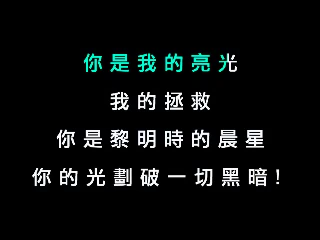 你是我的亮光
我的拯救
你是黎明時的晨星
你的光劃破一切黑暗!